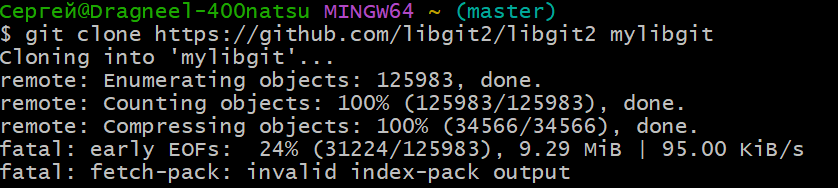 Сергей@Dragneel-400natsu MINGW64 ~ (master)
$ git clone https://github.com/libgit2/libgit2 mylibgit
Cloning into 'mylibgit'...
remote: Enumerating objects: 125983, done.
remote: Counting objects: 100% (125983/125983), done.
remote: Compressing objects: 100% (34566/34566), done.
fatal: early EOFs:  24% (31224/125983), 9.29 MiB | 95.00 KiB/s
fatal: fetch-pack: invalid index-pack output